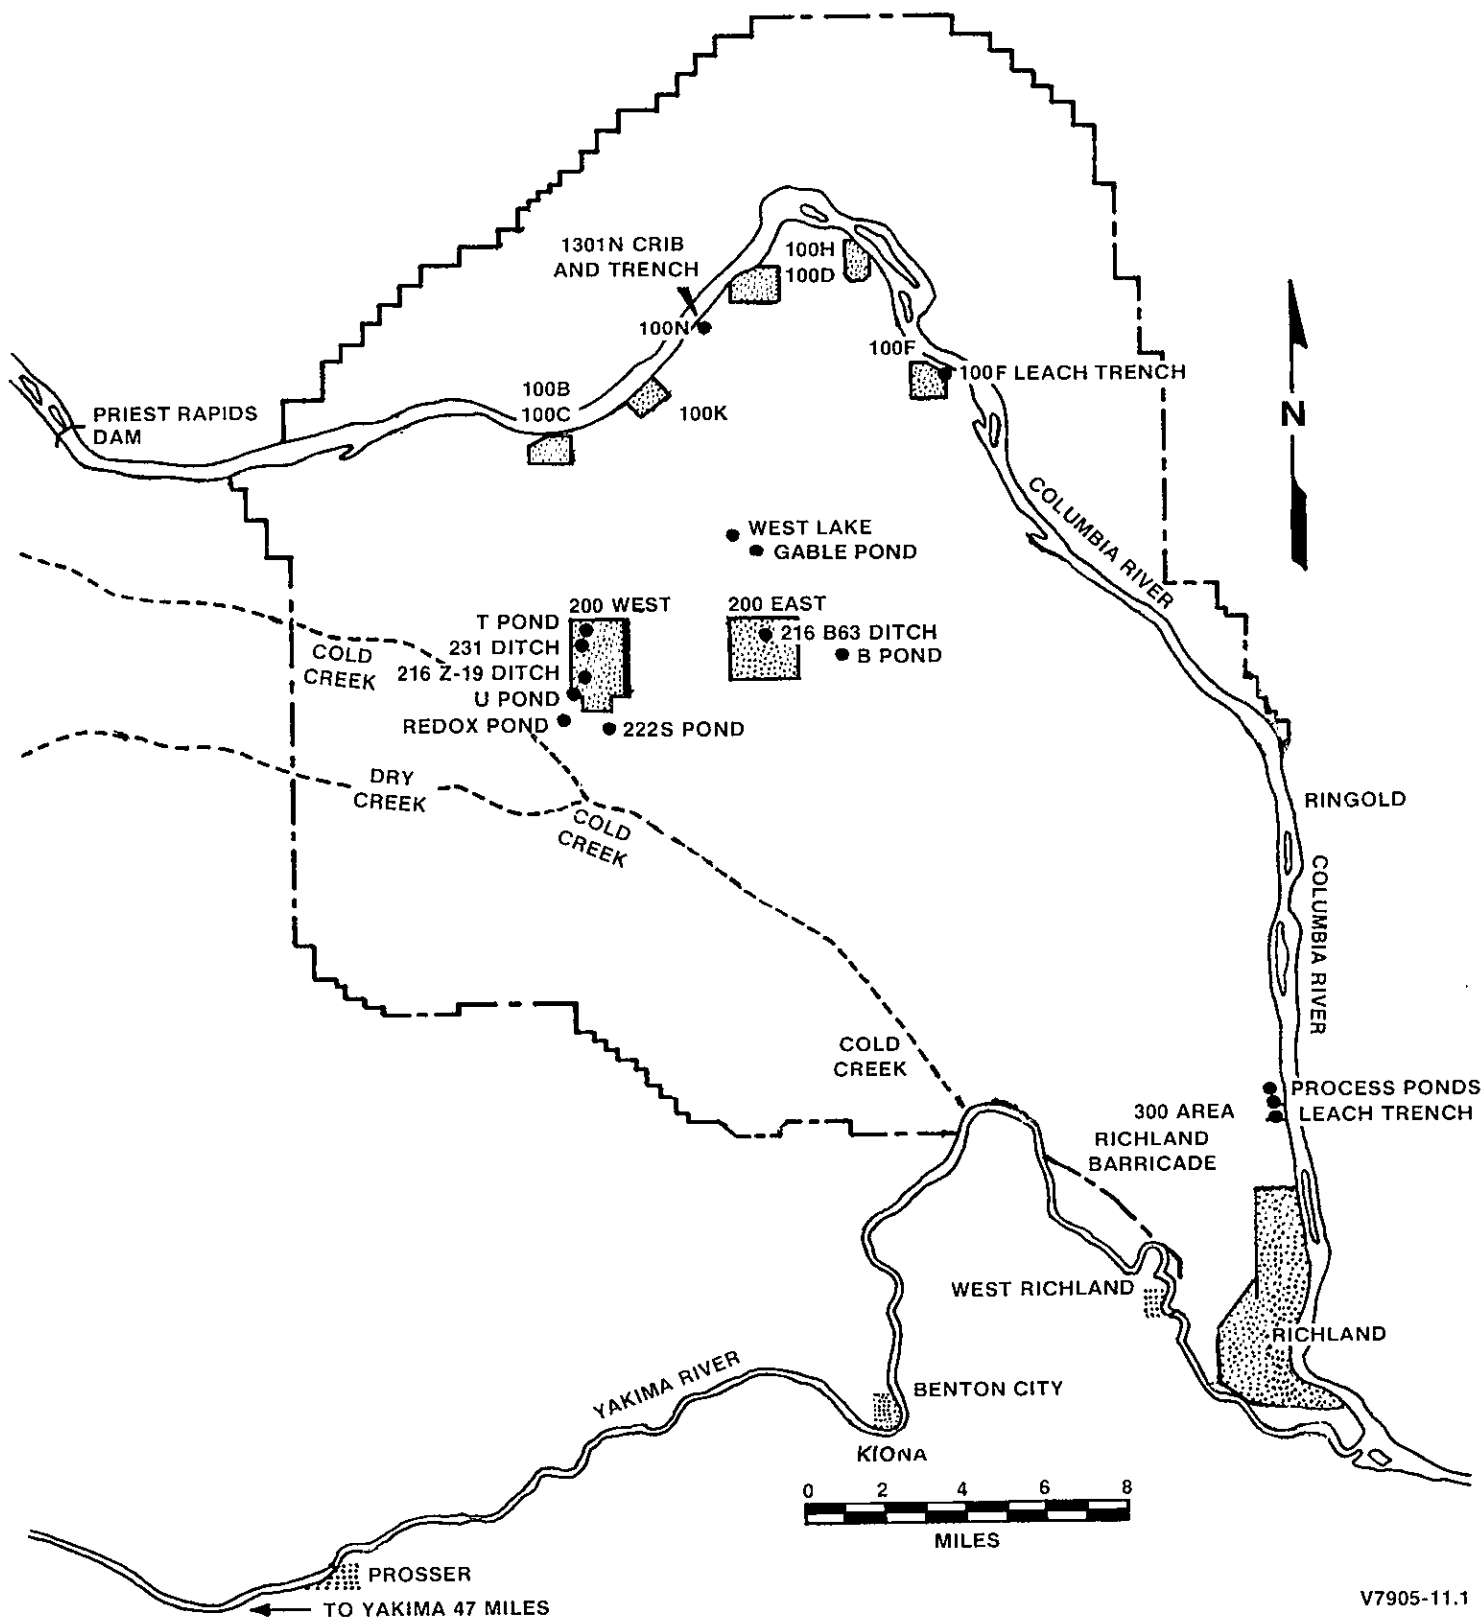 1301N CRIB
AND TRENCH
100H
100D
100N
100F
100F LEACH TRENCH
100B
100C
100K
PRIEST RAPIDS
DAM
N
COLUMBIA RIVER
WEST LAKE
GABLE POND
200 WEST
200 EAST
T POND
231 DITCH
216 Z-19 DITCH
U POND
REDOX POND
222S POND
216 B63 DITCH
B POND
COLD
CREEK
DRY
CREEK
COLD
CREEK
RINGOLD
COLUMBIA RIVER
COLD
CREEK
PROCESS PONDS
300 AREA
LEACH TRENCH
RICHLAND
BARRICADE
WEST RICHLAND
RICHLAND
YAKIMA RIVER
BENTON CITY
KIONA
0 2 4 6 8
MILES
PROSSER
TO YAKIMA 47 MILES
V7905-11.1